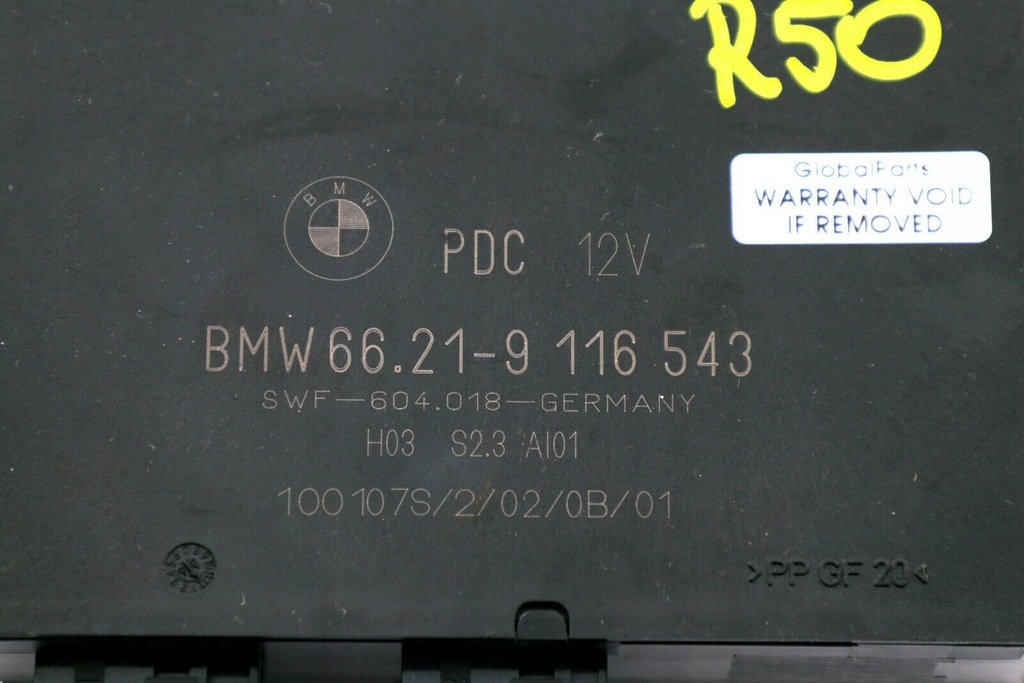 R50
GlobalParts
WARRANTY VOID
IF REMOVED
BMW
PDC 12V
BMW 66.21-9 116 543
SWF-604.018-GERMANY
H03 S2.3 AI01
100107S/2/02/0B/01
>PP GF 20<